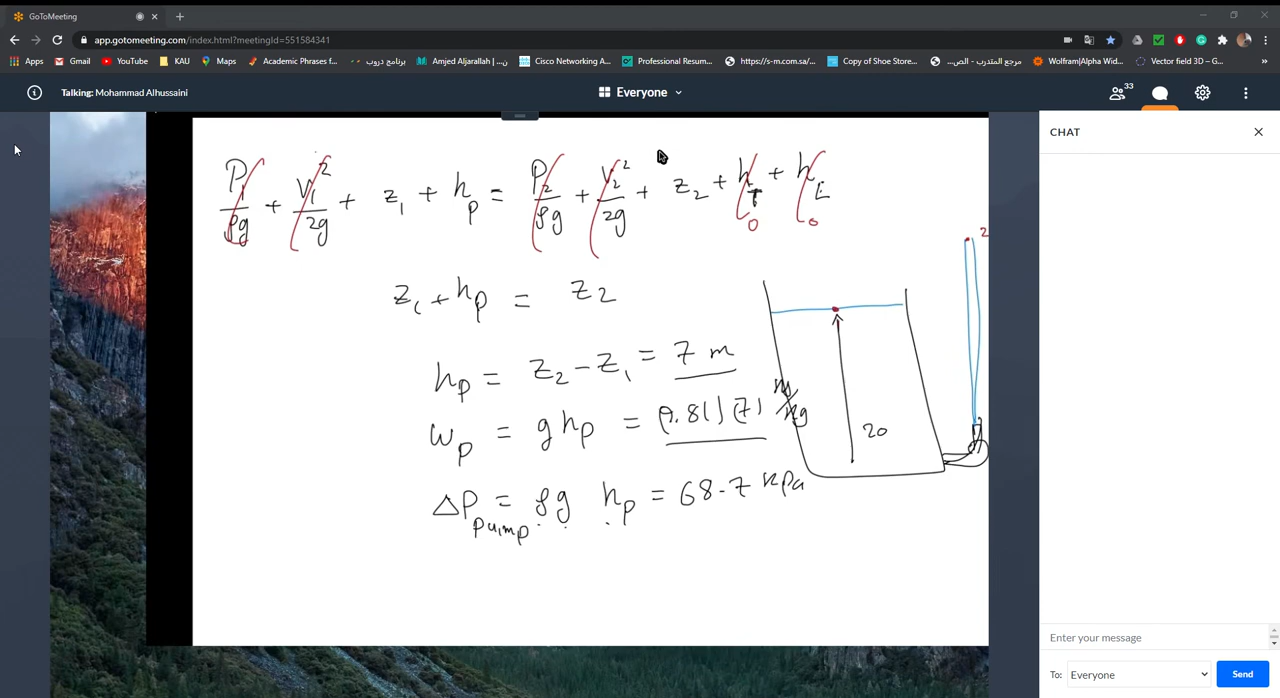 GoToMeeting
app.gotomeeting.com/index.html?meetingId=551584341
Apps Gmail YouTube KAU Maps Academic Phrases f... برنامج دروب Amjed Aljarallah | ...ن Cisco Networking A... Professional Resum... https://s-m.com.sa/... Copy of Shoe Store... مرجع المتدرب - الص... Wolfram|Alpha Wid... Vector field 3D – G... »
Talking: Mohammad Alhussaini
Everyone
33
CHAT
P₁/ρg + V₁²/2g + z₁ + hp = P₂/ρg + V₂²/2g + z₂ + hT + hL
0 0
2
z₁ + hp = z₂
hp = z₂ - z₁ = 7 m
wp = g hp = (9.81)(7) m/kg
20
ΔPpump = ρg hp = 68.7 kPa
Enter your message
To: Everyone Send